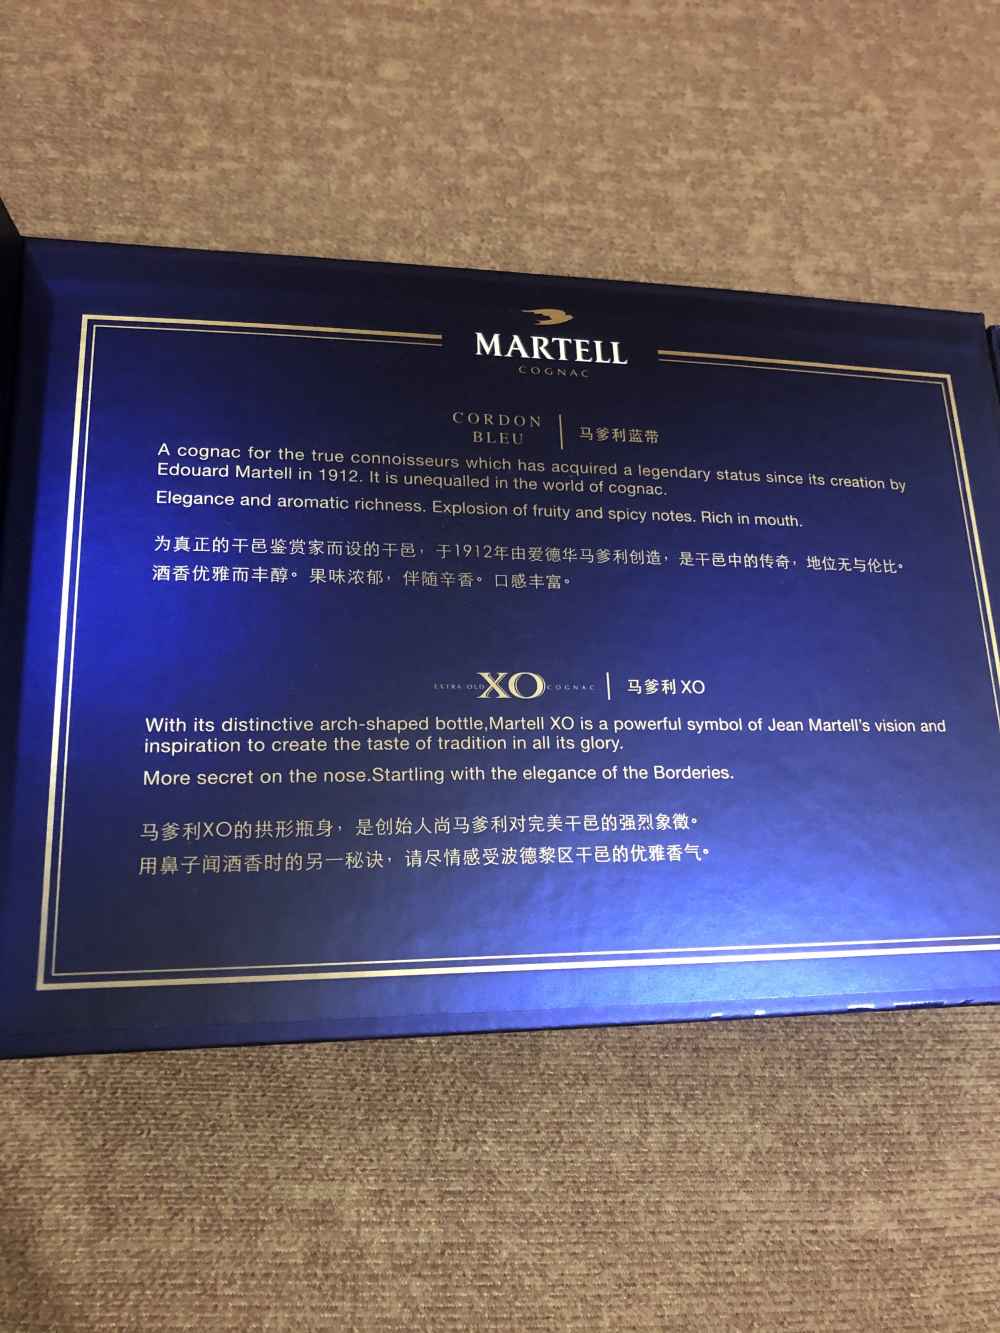 MARTELL
COGNAC
CORDON
BLEU
马爹利蓝带
A cognac for the true connoisseurs which has acquired a legendary status since its creation by
Edouard Martell in 1912. It is unequalled in the world of cognac.
Elegance and aromatic richness. Explosion of fruity and spicy notes. Rich in mouth.
为真正的干邑鉴赏家而设的干邑，于1912年由爱德华马爹利创造，是干邑中的传奇，地位无与伦比。
酒香优雅而丰醇。果味浓郁，伴随辛香。口感丰富。
EXTRA OLD XO COGNAC 马爹利 XO
With its distinctive arch-shaped bottle,Martell XO is a powerful symbol of Jean Martell's vision and
inspiration to create the taste of tradition in all its glory.
More secret on the nose.Startling with the elegance of the Borderies.
马爹利XO的拱形瓶身，是创始人尚马爹利对完美干邑的强烈象徵。
用鼻子闻酒香时的另一秘诀，请尽情感受波德黎区干邑的优雅香气。